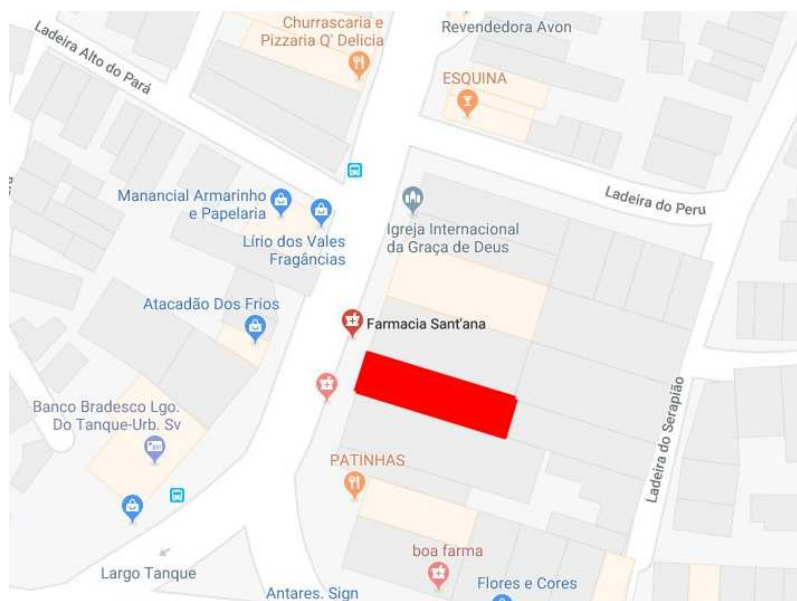 Churrascaria e
Pizzaria Q' Delicia
Revendedora Avon
Ladeira Alto do Pará
ESQUINA
Manancial Armarinho
e Papelaria
Lírio dos Vales
Fragâncias
Igreja Internacional
da Graça de Deus
Ladeira do Peru
Atacadão Dos Frios
Farmacia Sant'ana
Banco Bradesco Lgo.
Do Tanque-Urb. Sv
Ladeira do Serapião
PATINHAS
boa farma
Largo Tanque
Antares. Sign
Flores e Cores